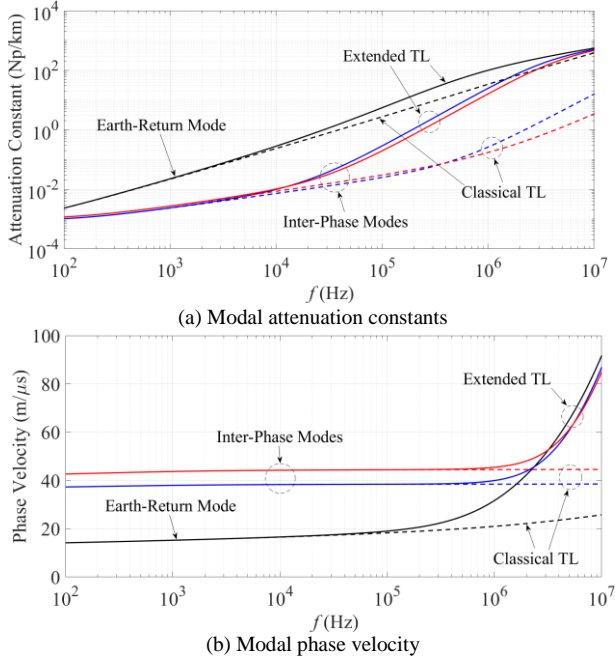 Attenuation Constant (Np/km)
10^4
10^2
10^0
10^-2
10^-4
Extended TL
Earth-Return Mode
Classical TL
Inter-Phase Modes
10^2
10^3
10^4
10^5
10^6
10^7
f (Hz)
(a) Modal attenuation constants
Phase Velocity (m/μs)
100
80
60
40
20
0
Extended TL
Inter-Phase Modes
Earth-Return Mode
Classical TL
10^2
10^3
10^4
10^5
10^6
10^7
f (Hz)
(b) Modal phase velocity